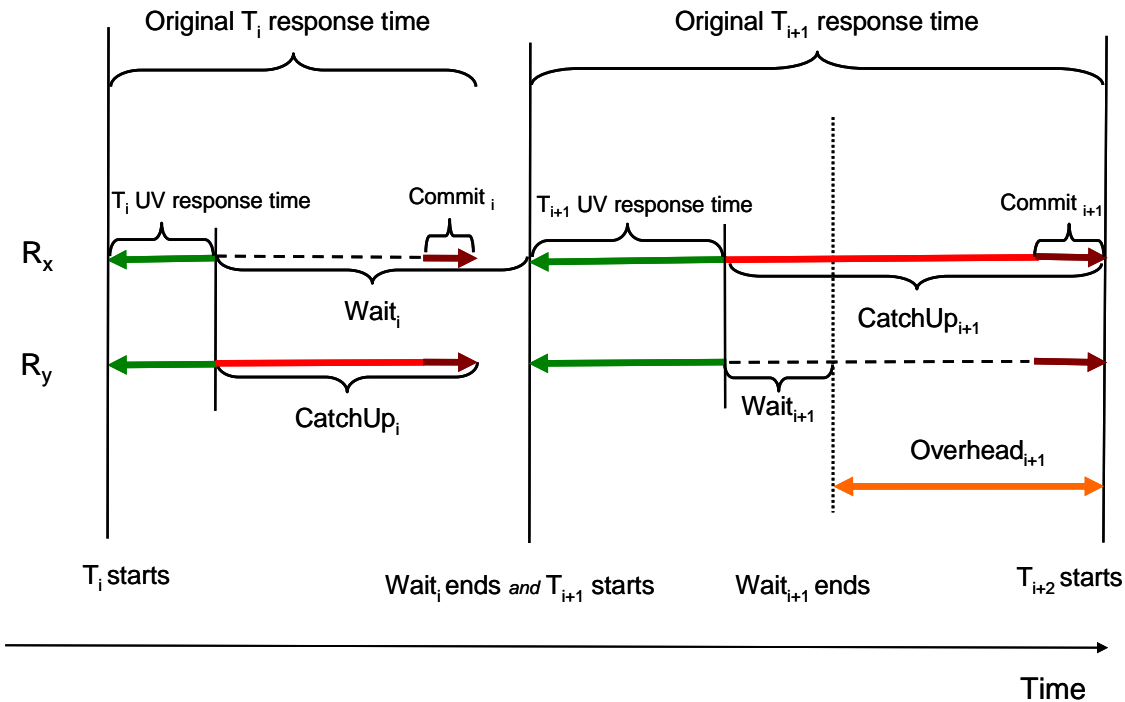 Original Ti response time
Original Ti+1 response time
Ti UV response time
Commit i
Ti+1 UV response time
Commit i+1
Rx
Waiti
CatchUpi+1
Ry
CatchUpi
Waiti+1
Overheadi+1
Ti starts
Waiti ends and Ti+1 starts
Waiti+1 ends
Ti+2 starts
Time